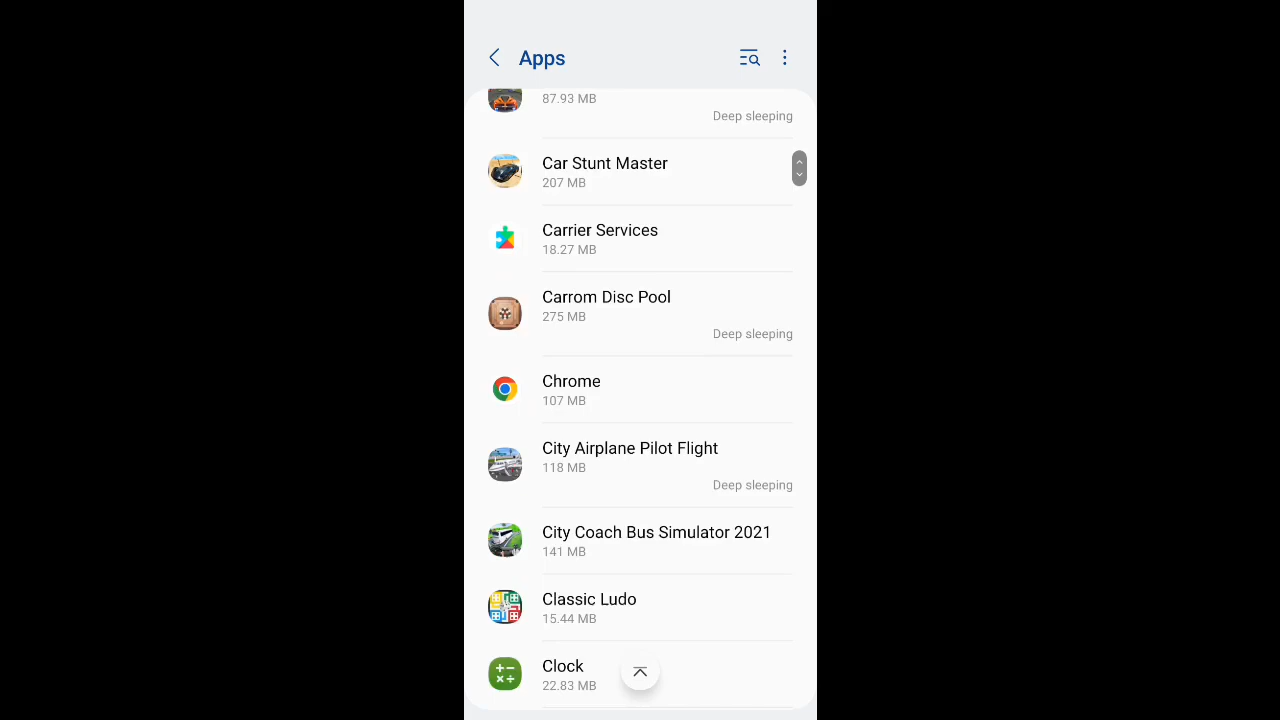 Apps
87.93 MB
Deep sleeping
Car Stunt Master
207 MB
Carrier Services
18.27 MB
Carrom Disc Pool
275 MB
Deep sleeping
Chrome
107 MB
City Airplane Pilot Flight
118 MB
Deep sleeping
City Coach Bus Simulator 2021
141 MB
Classic Ludo
15.44 MB
Clock
22.83 MB